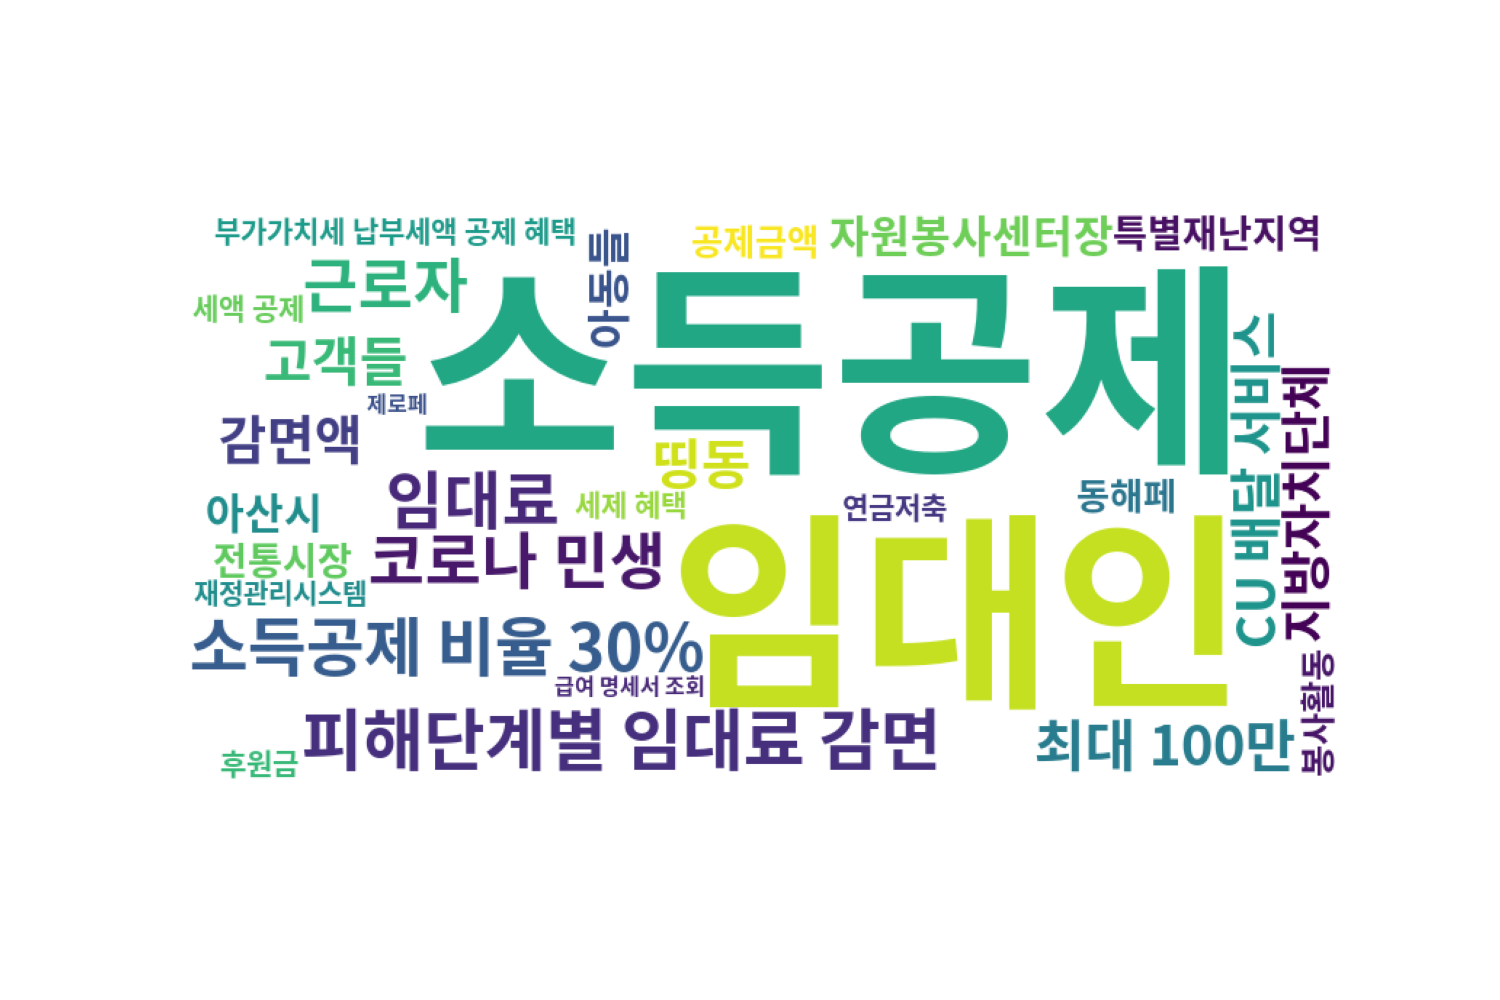 부가가치세 납부세액 공제 혜택
아동들
공제금액
자원봉사센터장
특별재난지역
근로자
세액 공제
소득공제
고객들
제로페
감면액
띵동
CU 배달 서비스
지방자치단체
임대료
세제 혜택
연금저축
동해페
아산시
코로나 민생
임대인
전통시장
재정관리시스템
소득공제 비율 30%
급여 명세서 조회
피해단계별 임대료 감면
최대 100만
봉사활동
후원금